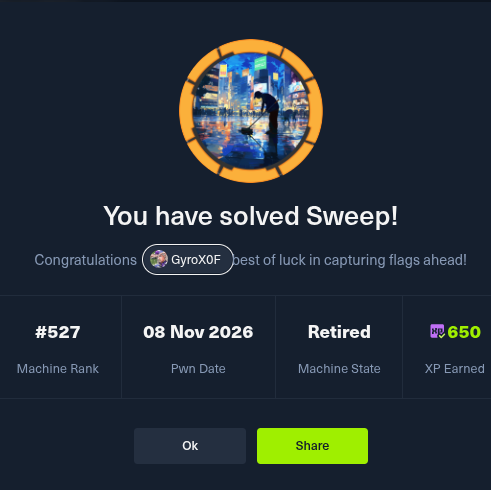 You have solved Sweep!
Congratulations GyroX0F best of luck in capturing flags ahead!
#527 08 Nov 2026 Retired XP 650
Machine Rank Pwn Date Machine State XP Earned
Ok Share